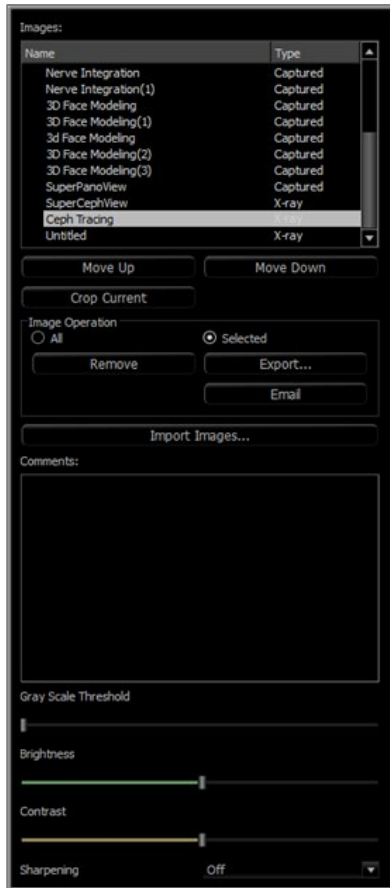 Images:
Name Type
Nerve Integration Captured
Nerve Integration(1) Captured
3D Face Modeling Captured
3D Face Modeling(1) Captured
3d Face Modeling Captured
3D Face Modeling(2) Captured
3D Face Modeling(3) Captured
SuperPanoView Captured
SuperCephView X-ray
Ceph Tracing X-ray
Untitled X-ray
Move Up Move Down
Crop Current
Image Operation
All Selected
Remove Export...
Email
Import Images...
Comments:
Gray Scale Threshold
Brightness
Contrast
Sharpening Off